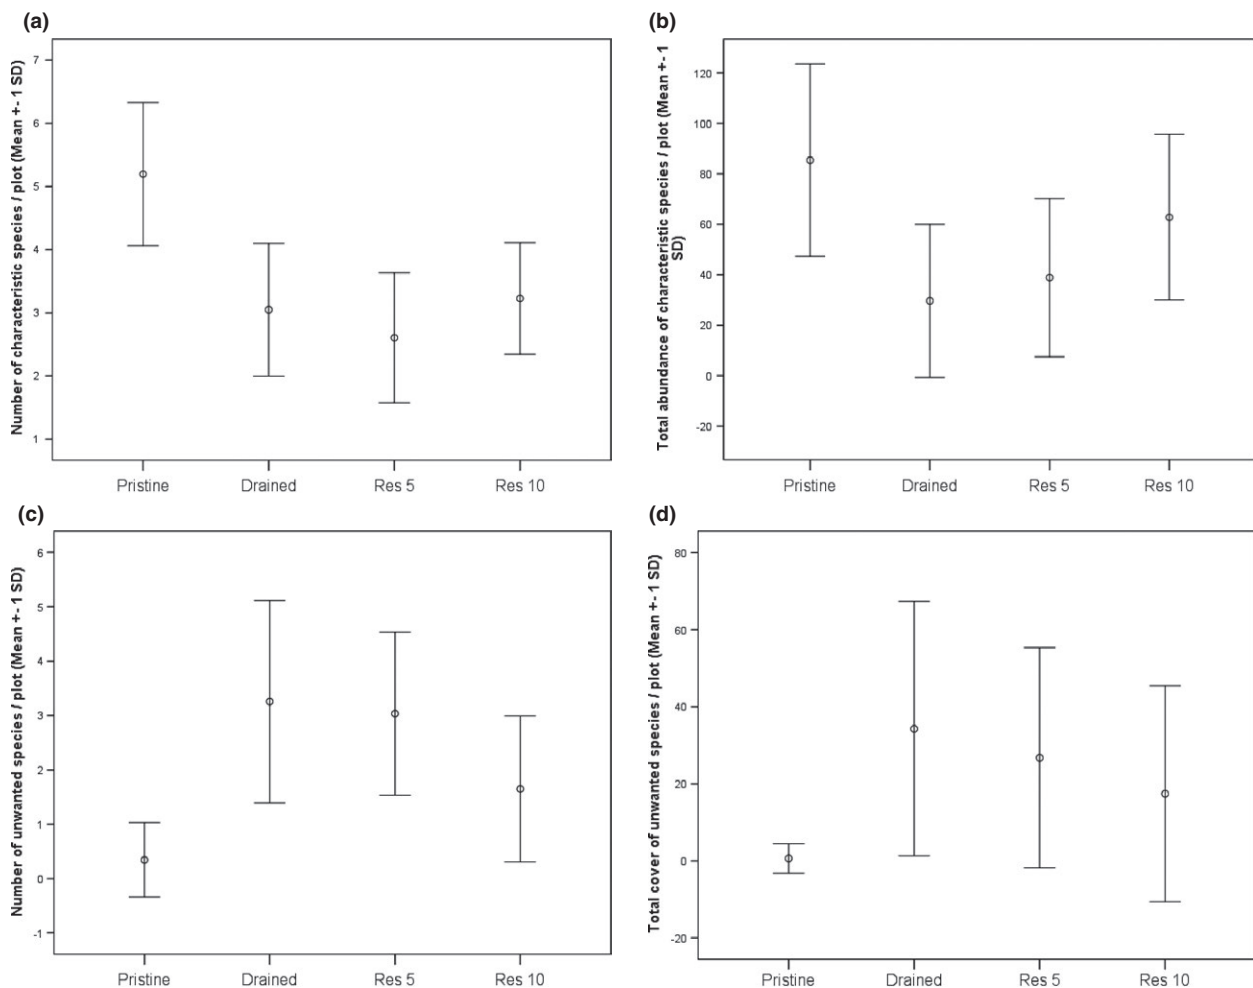 (a)
Number of characteristic species / plot (Mean +- 1 SD)
7
6
5
4
3
2
1
Pristine Drained Res 5 Res 10
(b)
Total abundance of characteristic species / plot (Mean +- 1
SD)
120
100
80
60
40
20
0
-20
Pristine Drained Res 5 Res 10
(c)
Number of unwanted species / plot (Mean +- 1 SD)
6
5
4
3
2
1
0
-1
Pristine Drained Res 5 Res 10
(d)
Total cover of unwanted species / plot (Mean +- 1 SD)
80
60
40
20
0
-20
Pristine Drained Res 5 Res 10